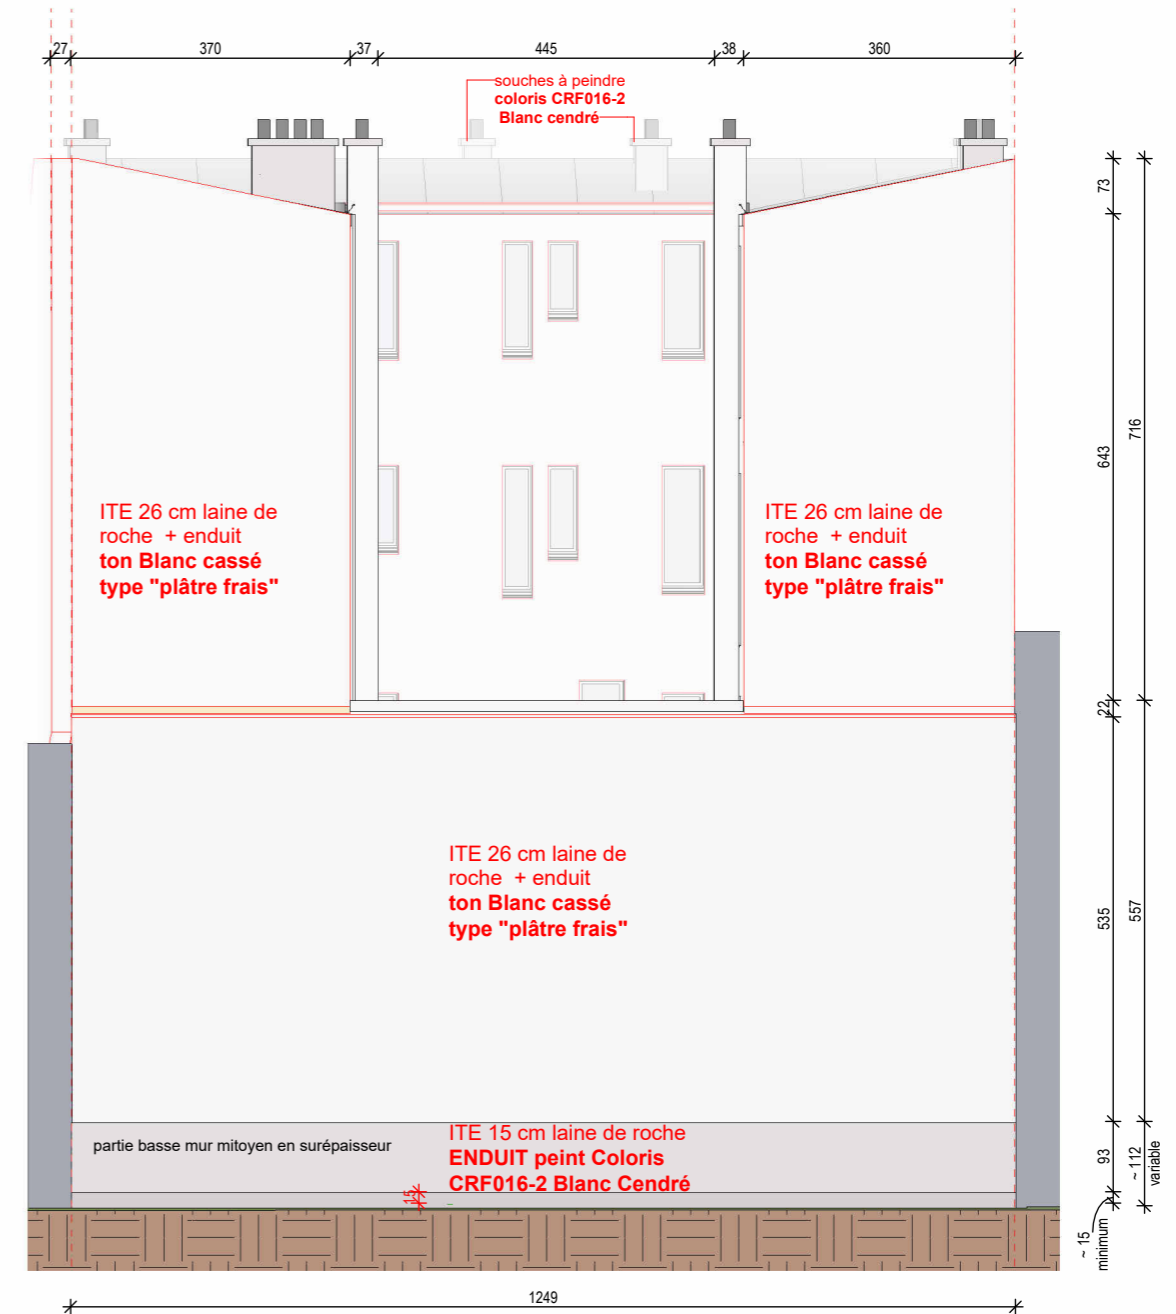 27 370 37 445 38 360
souches à peindre
coloris CRF016-2
Blanc cendré
73
716
643
ITE 26 cm laine de
roche + enduit
ton Blanc cassé
type "plâtre frais"
ITE 26 cm laine de
roche + enduit
ton Blanc cassé
type "plâtre frais"
22
ITE 26 cm laine de
roche + enduit
ton Blanc cassé
type "plâtre frais"
535
557
partie basse mur mitoyen en surépaisseur
ITE 15 cm laine de roche
ENDUIT peint Coloris
CRF016-2 Blanc Cendré
93
~ 112
variable
15
~ 15
minimum
1249